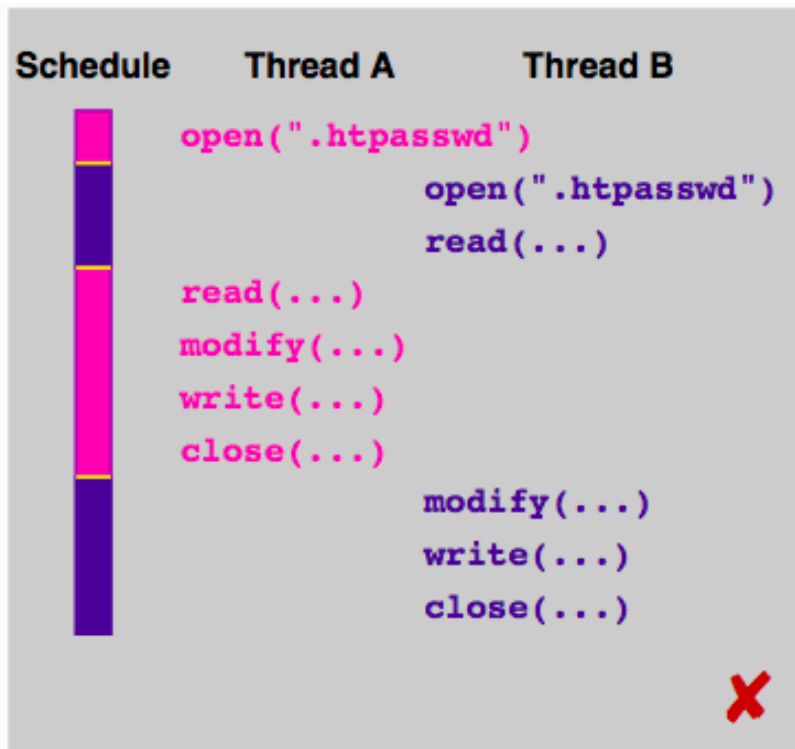 Schedule Thread A Thread B
open(".htpasswd")
open(".htpasswd")
read(...)
read(...)
modify(...)
write(...)
close(...)
modify(...)
write(...)
close(...)